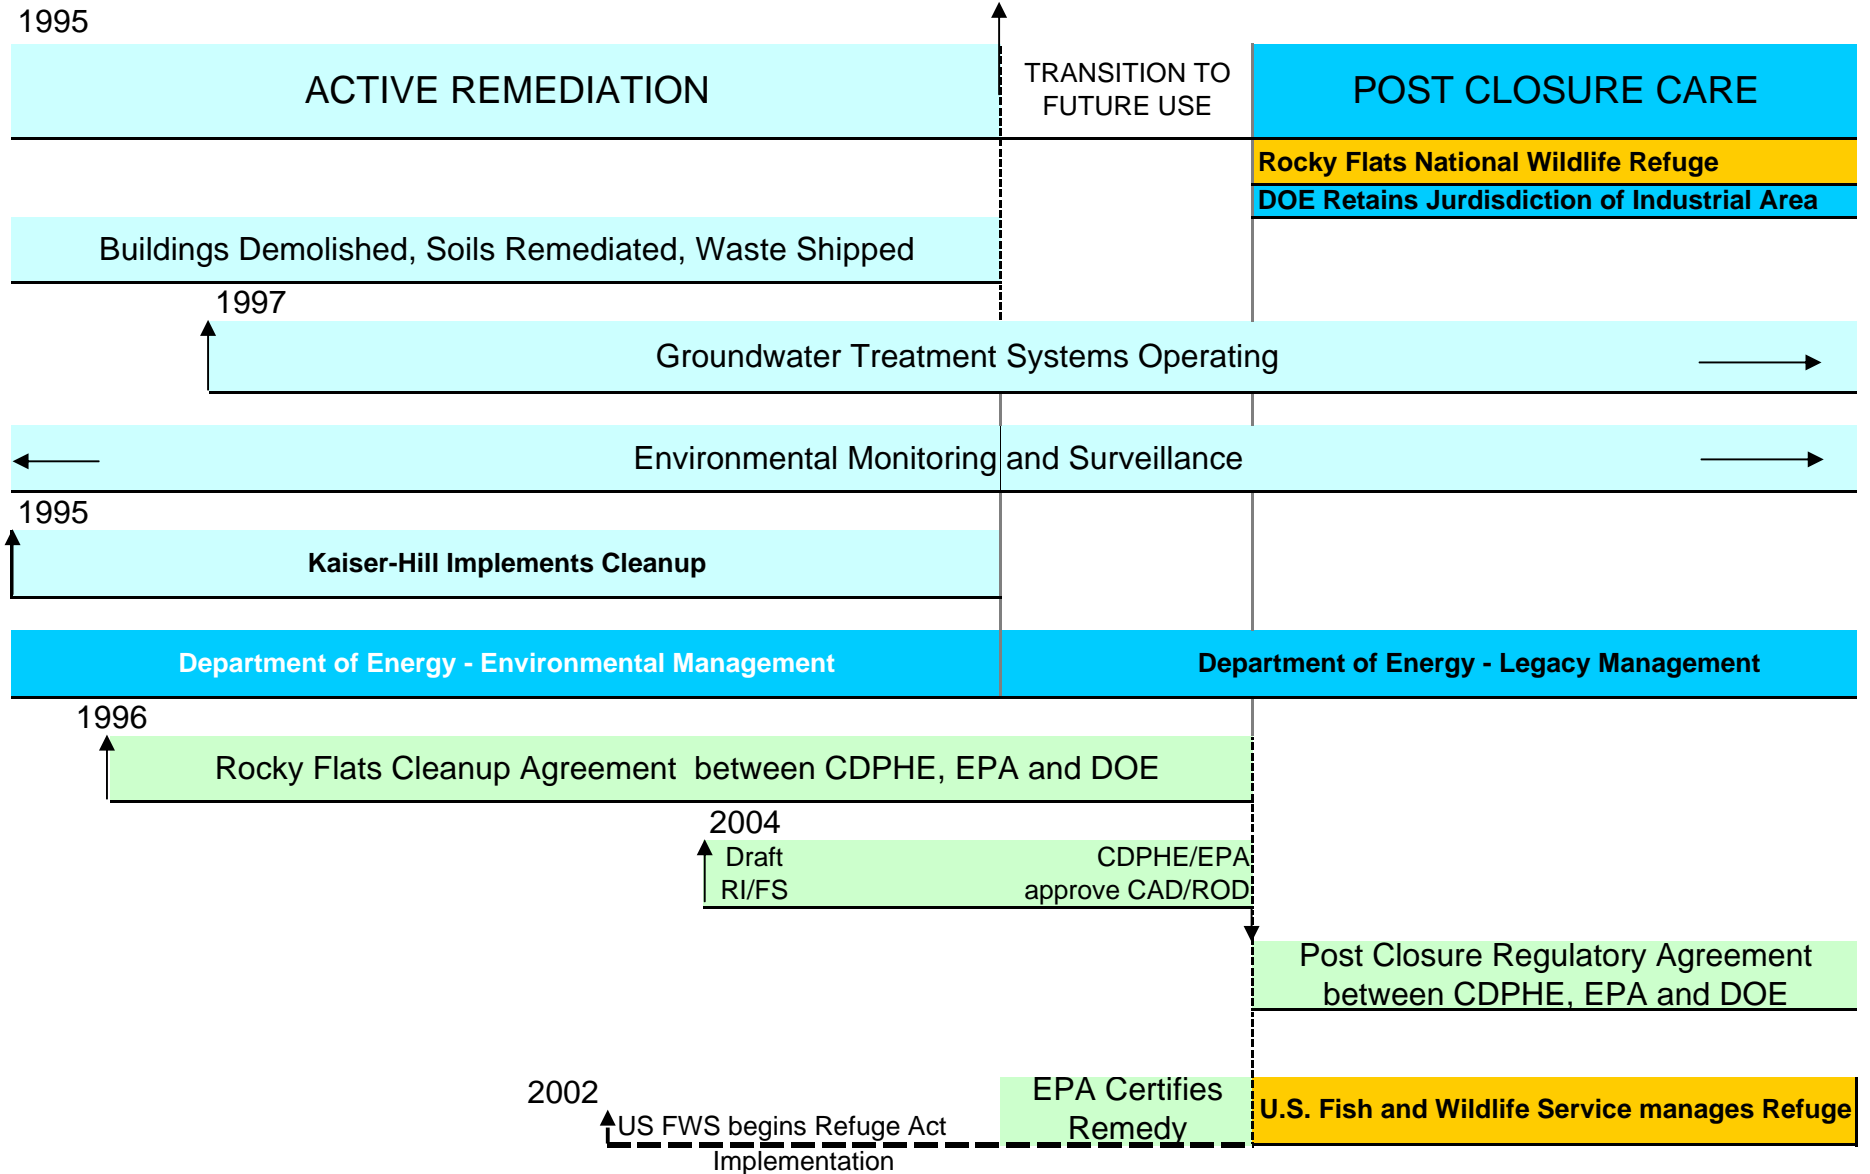 1995
ACTIVE REMEDIATION
TRANSITION TO
FUTURE USE
POST CLOSURE CARE
Rocky Flats National Wildlife Refuge
DOE Retains Jurdisdiction of Industrial Area
Buildings Demolished, Soils Remediated, Waste Shipped
1997
Groundwater Treatment Systems Operating
Environmental Monitoring and Surveillance
1995
Kaiser-Hill Implements Cleanup
Department of Energy - Environmental Management
Department of Energy - Legacy Management
1996
Rocky Flats Cleanup Agreement between CDPHE, EPA and DOE
2004
Draft
RI/FS
CDPHE/EPA
approve CAD/ROD
Post Closure Regulatory Agreement
between CDPHE, EPA and DOE
2002
US FWS begins Refuge Act
Implementation
EPA Certifies
Remedy
U.S. Fish and Wildlife Service manages Refuge